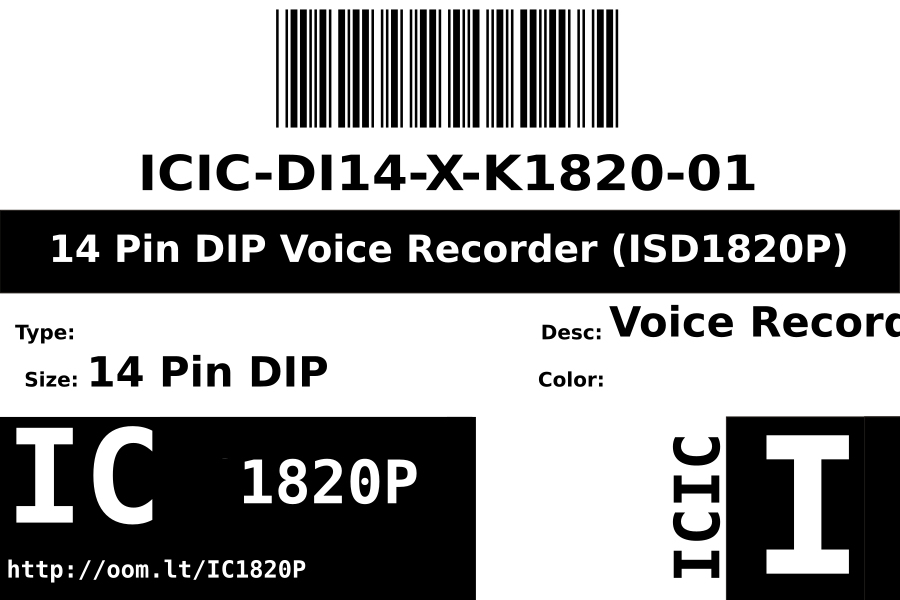 ICIC-DI14-X-K1820-01
14 Pin DIP Voice Recorder (ISD1820P)
Type:
Desc: Voice Record
Size: 14 Pin DIP
Color:
IC
1820P
http://oom.lt/IC1820P
ICIC
I